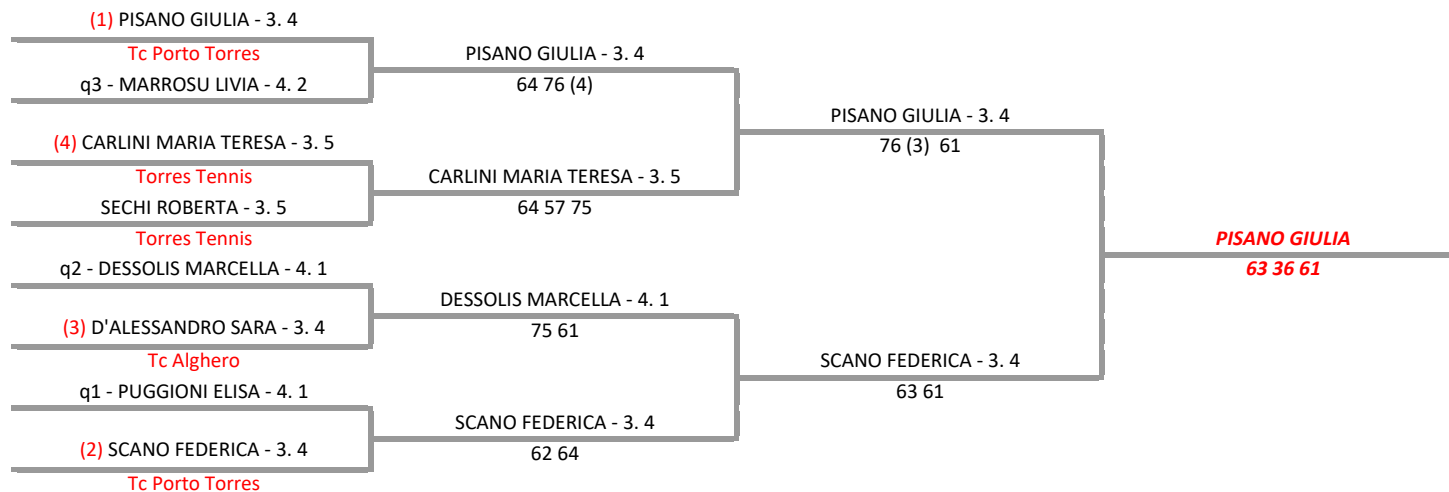 (1) PISANO GIULIA - 3. 4
Tc Porto Torres
q3 - MARROSU LIVIA - 4. 2
(4) CARLINI MARIA TERESA - 3. 5
Torres Tennis
SECHI ROBERTA - 3. 5
Torres Tennis
q2 - DESSOLIS MARCELLA - 4. 1
(3) D'ALESSANDRO SARA - 3. 4
Tc Alghero
q1 - PUGGIONI ELISA - 4. 1
(2) SCANO FEDERICA - 3. 4
Tc Porto Torres
PISANO GIULIA - 3. 4
64 76 (4)
CARLINI MARIA TERESA - 3. 5
64 57 75
DESSOLIS MARCELLA - 4. 1
75 61
SCANO FEDERICA - 3. 4
62 64
PISANO GIULIA - 3. 4
76 (3) 61
SCANO FEDERICA - 3. 4
63 61
PISANO GIULIA
63 36 61